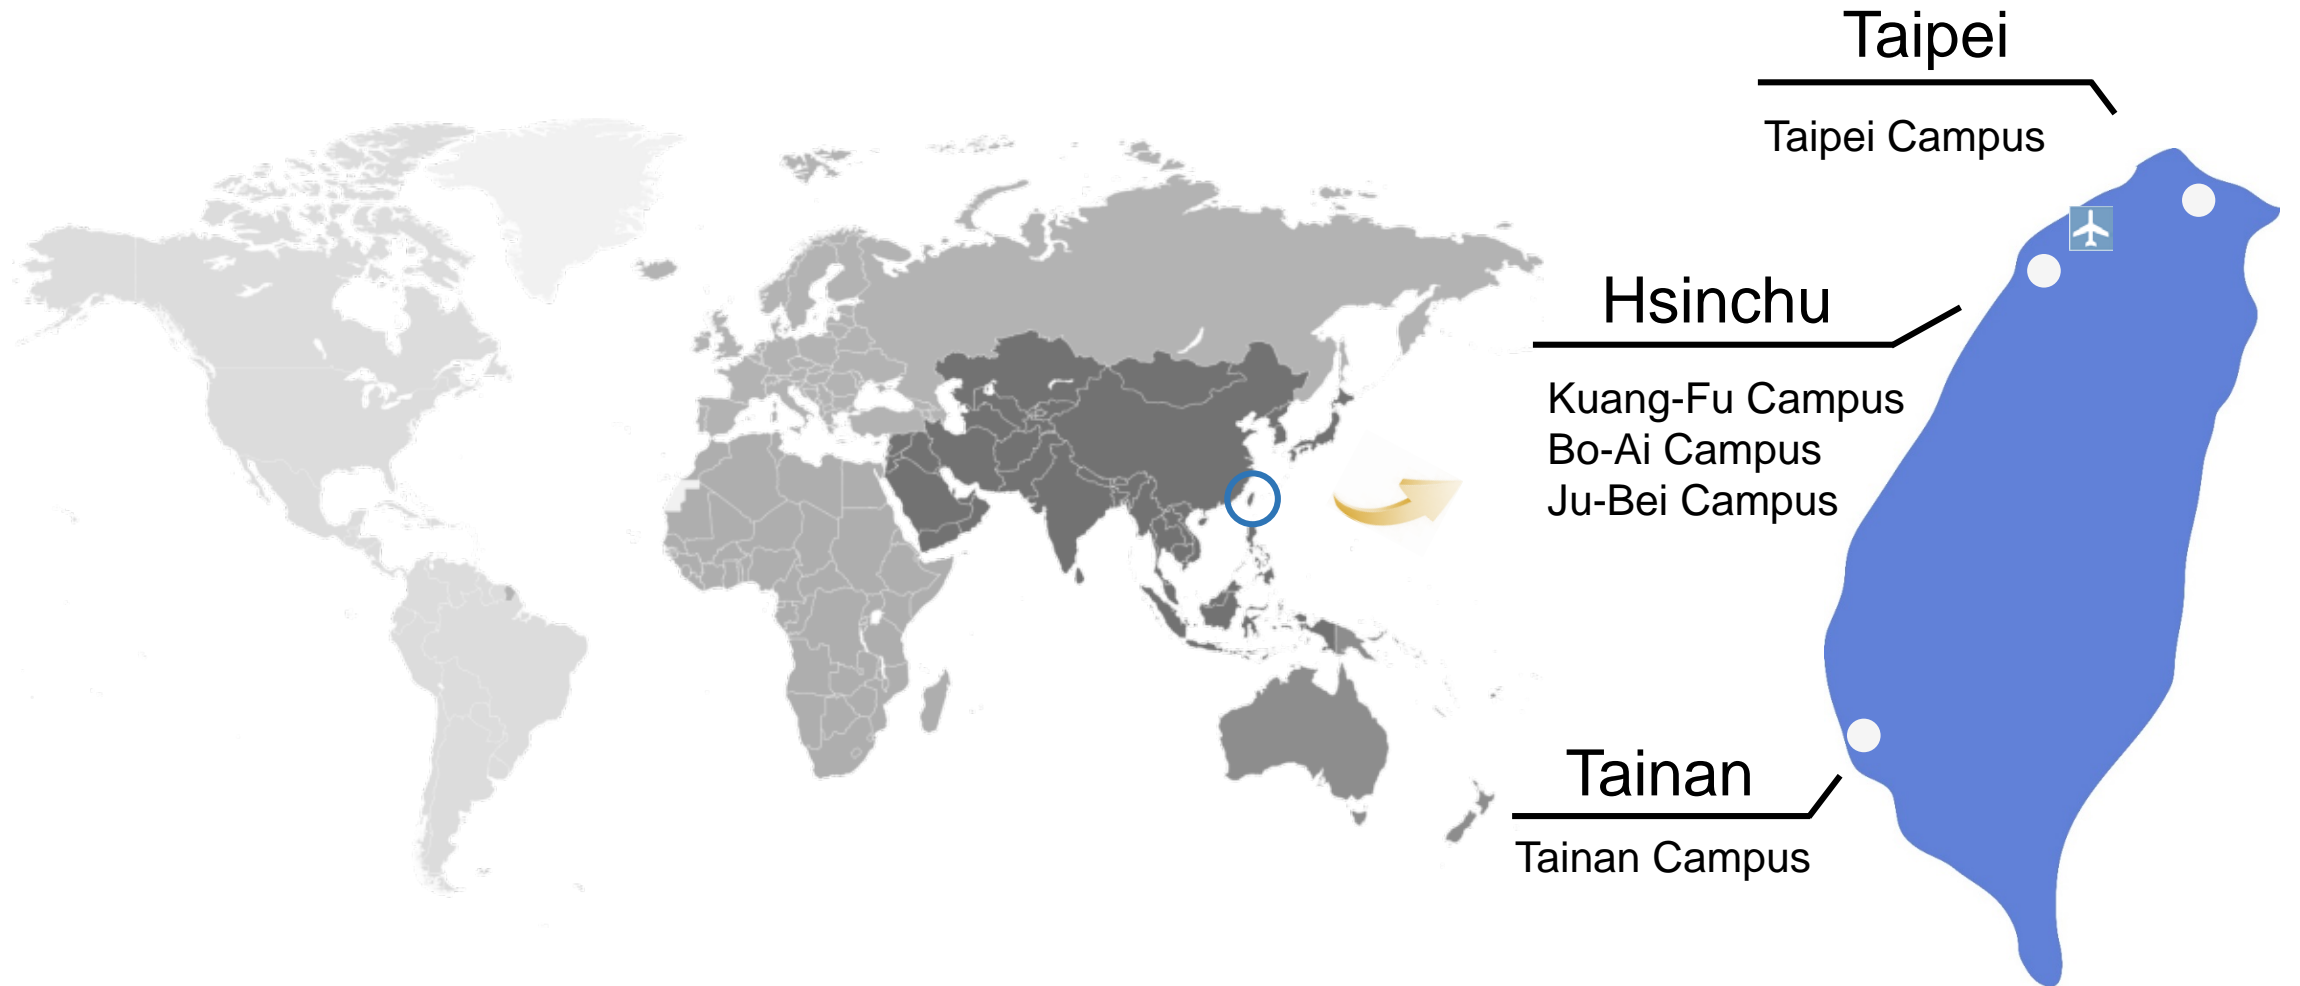 Taipei
Taipei Campus
Hsinchu
Kuang-Fu Campus
Bo-Ai Campus
Ju-Bei Campus
Tainan
Tainan Campus